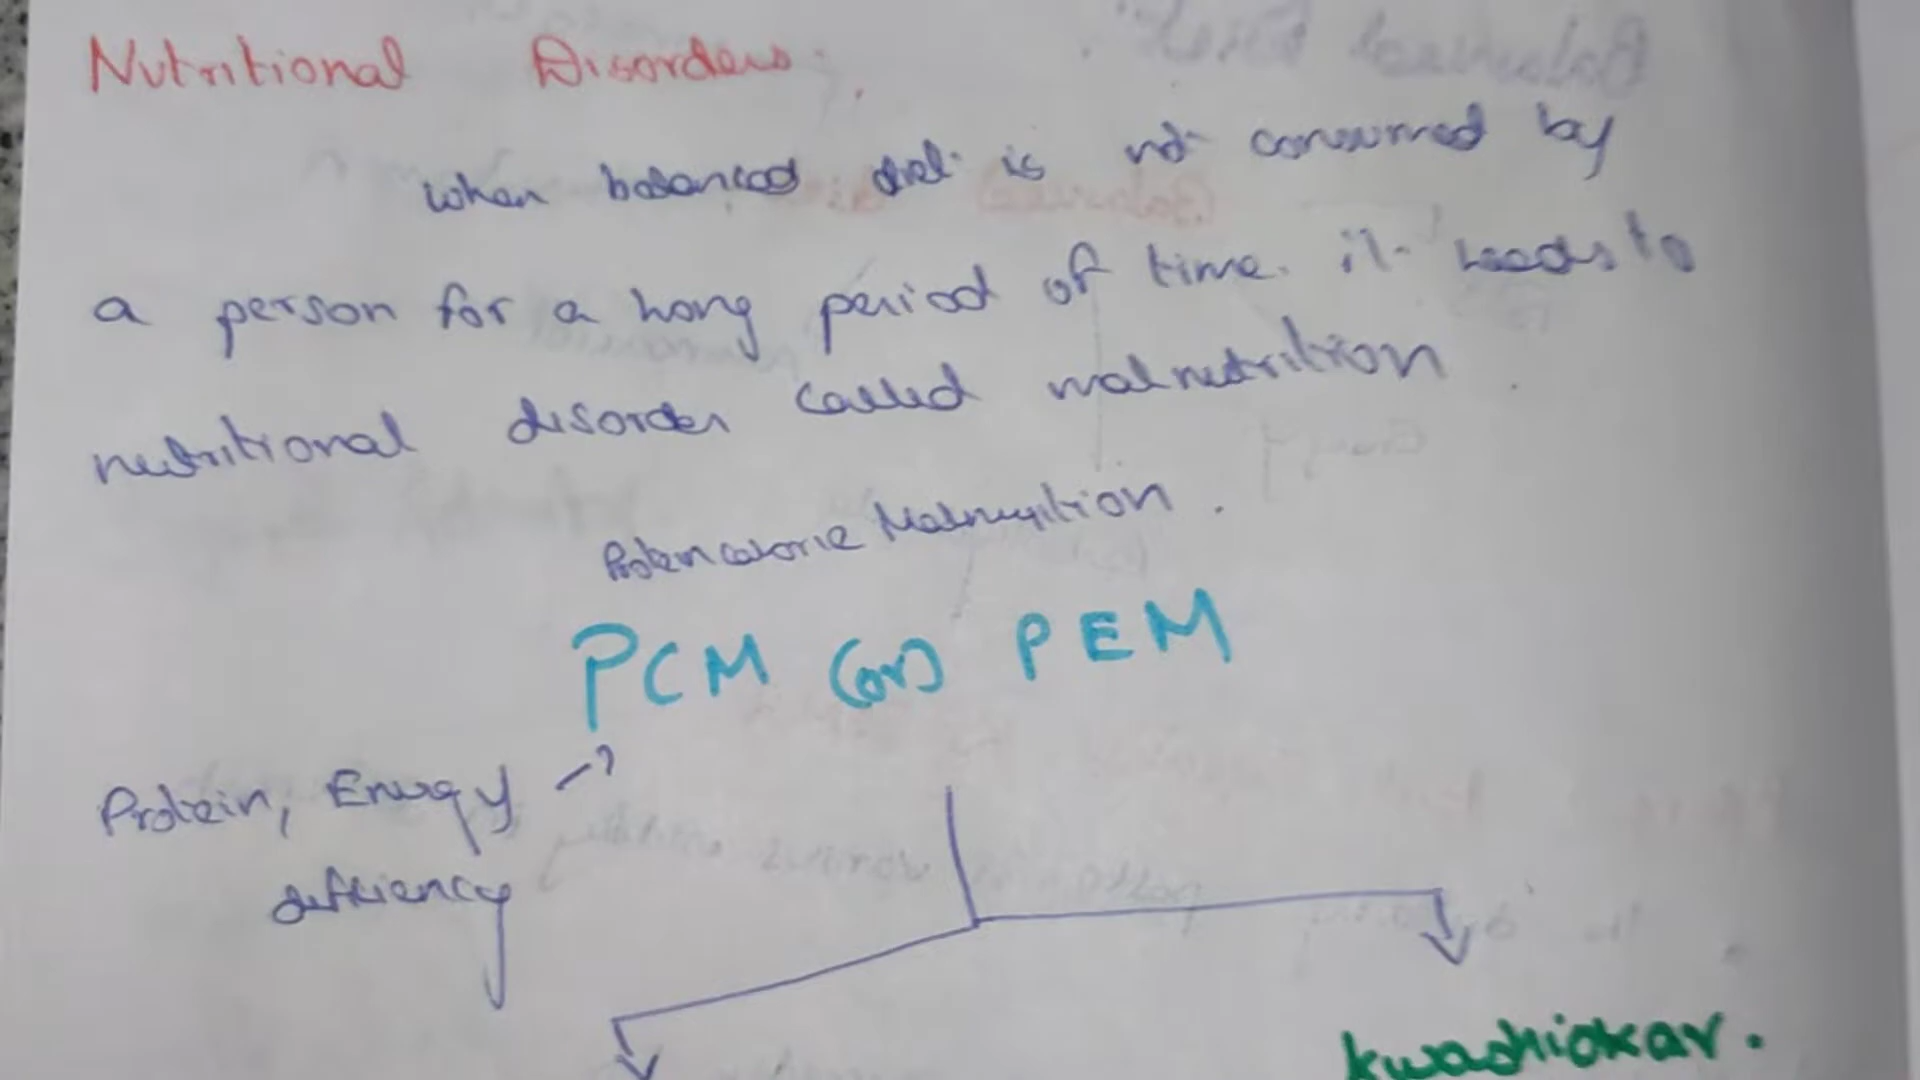 Nutritional Disorders.
When balanced diet is not consumed by
a person for a long period of time. it leads to
nutritional disorder called malnutrition.
Protein calorie Malnutrition.
PCM (or) PEM
Protein, Energy →
deficiency
kwashiokar.